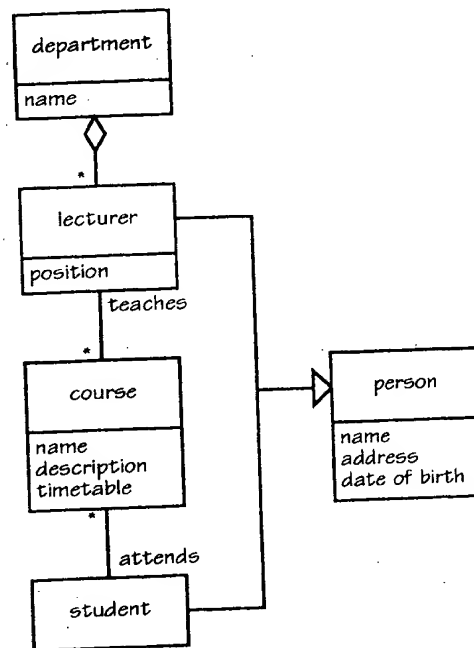 department
name
*
lecturer
position
teaches
*
course
name
description
timetable
*
attends
student
person
name
address
date of birth